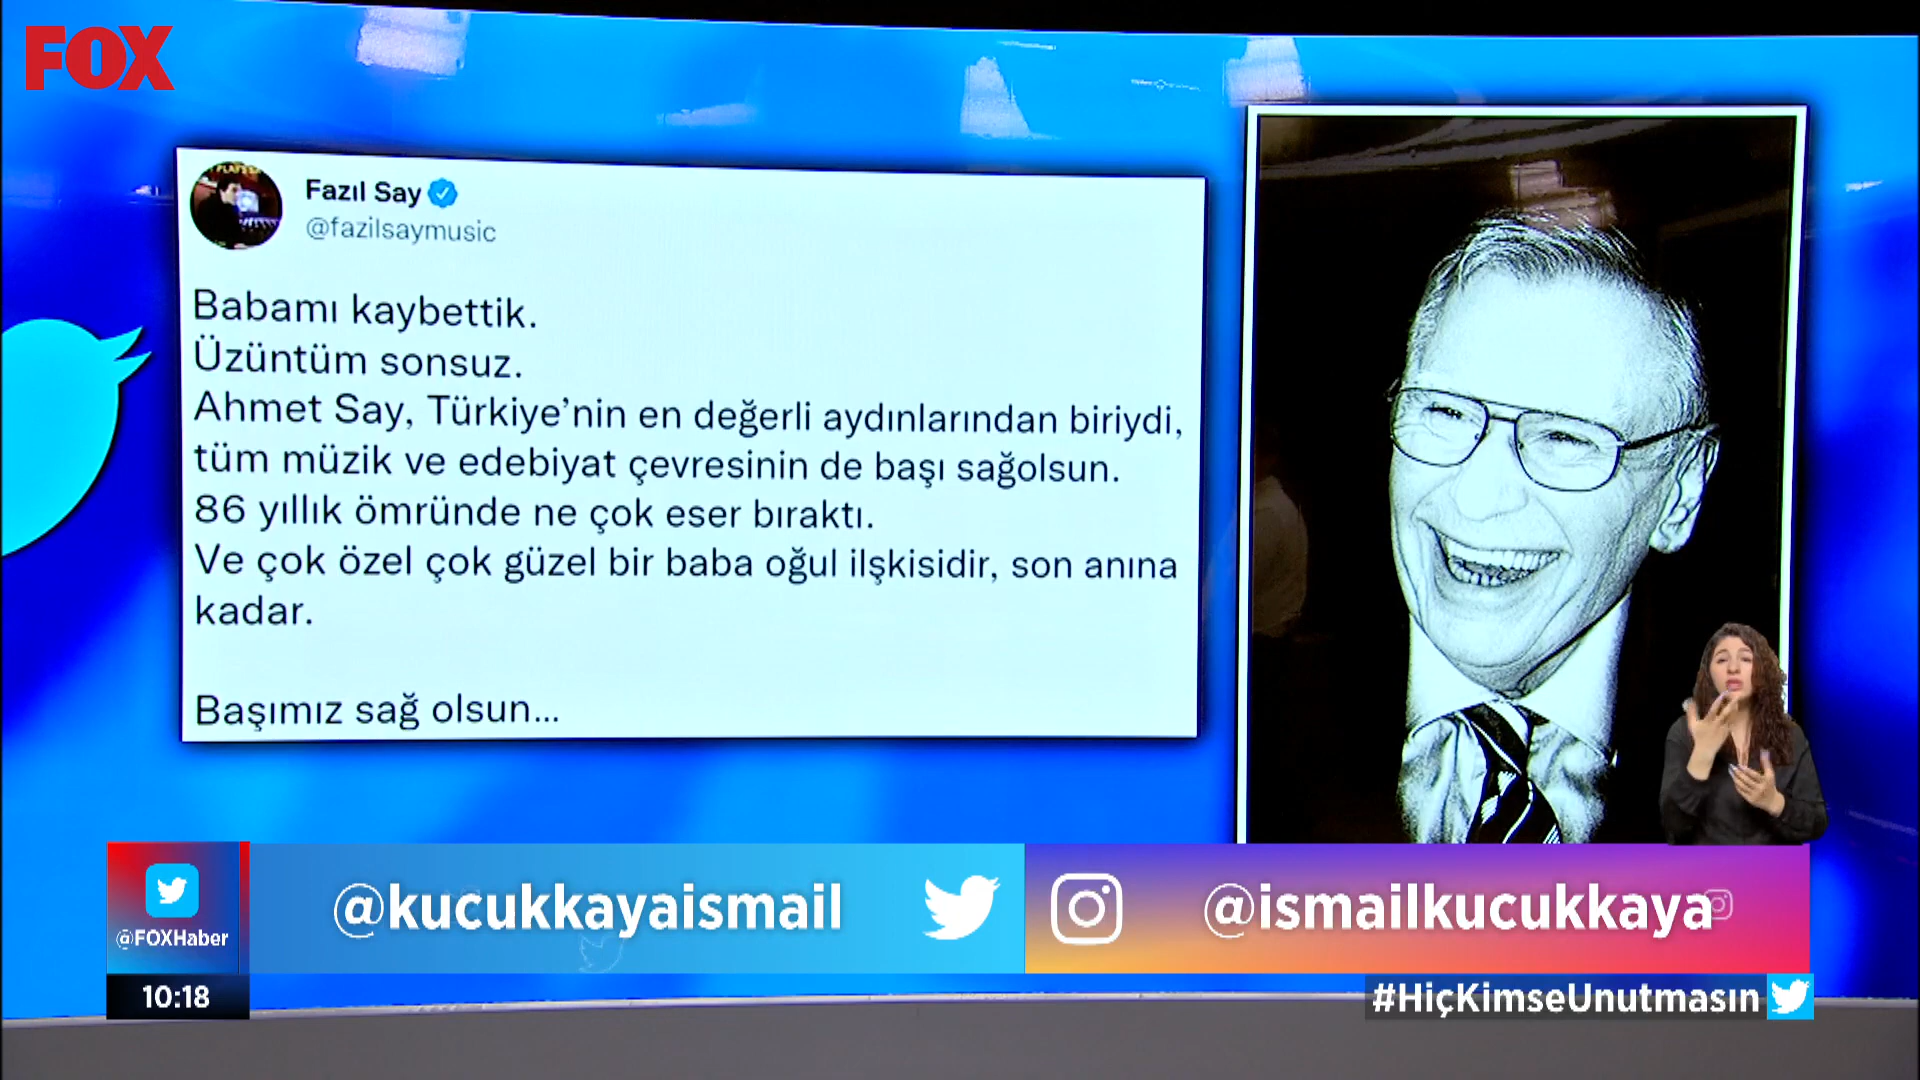 FOX
Fazıl Say
@fazilsaymusic
Babamı kaybettik.
Üzüntüm sonsuz.
Ahmet Say, Türkiye’nin en değerli aydınlarından biriydi,
tüm müzik ve edebiyat çevresinin de başı sağolsun.
86 yıllık ömründe ne çok eser bıraktı.
Ve çok özel çok güzel bir baba oğul ilşkisidir, son anına
kadar.
Başımız sağ olsun...
@FOXHaber
@kucukkayaismail
@ismailkucukkaya
10:18
#HiçKimseUnutmasın